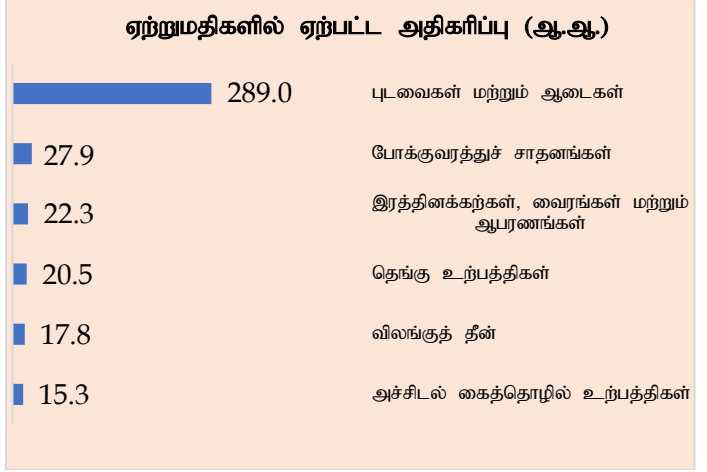 ஏற்றுமதிகளில் ஏற்பட்ட அதிகரிப்பு (ஆ.ஆ.)
289.0 புடவைகள் மற்றும் ஆடைகள்
27.9 போக்குவரத்துச் சாதனங்கள்
22.3 இரத்தினக்கற்கள், வைரங்கள் மற்றும்
ஆபரணங்கள்
20.5 தெங்கு உற்பத்திகள்
17.8 விலங்குத் தீன்
15.3 அச்சிடல் கைத்தொழில் உற்பத்திகள்